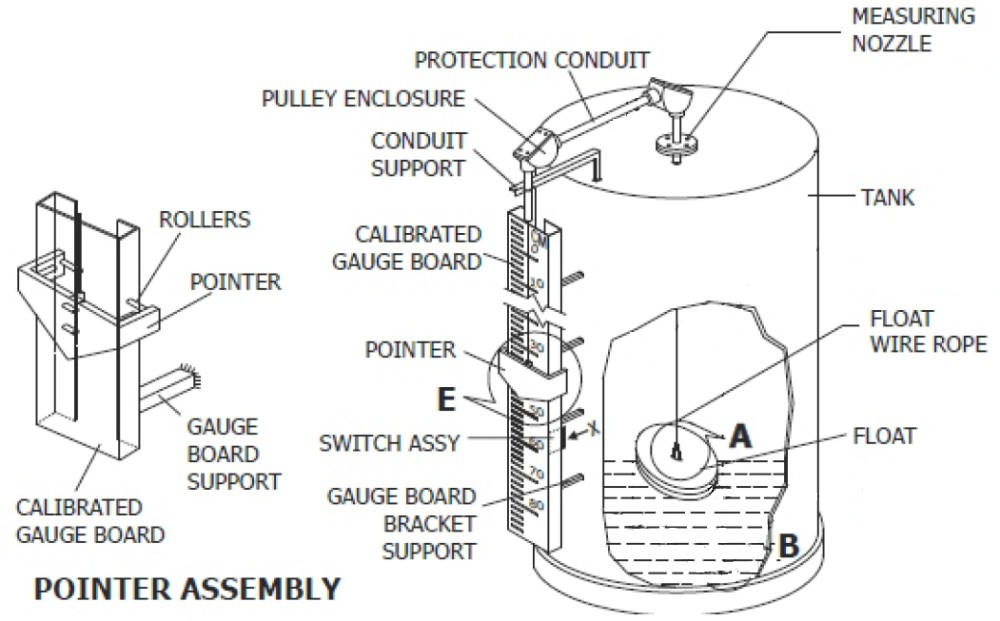 MEASURING
NOZZLE
PROTECTION CONDUIT
PULLEY ENCLOSURE
CONDUIT
SUPPORT
TANK
ROLLERS
CALIBRATED
GAUGE BOARD
CM
0
10
POINTER
FLOAT
WIRE ROPE
30
POINTER
E
50
A
FLOAT
SWITCH ASSY
60
X
GAUGE
BOARD
SUPPORT
70
GAUGE BOARD
BRACKET
SUPPORT
80
CALIBRATED
GAUGE BOARD
B
POINTER ASSEMBLY